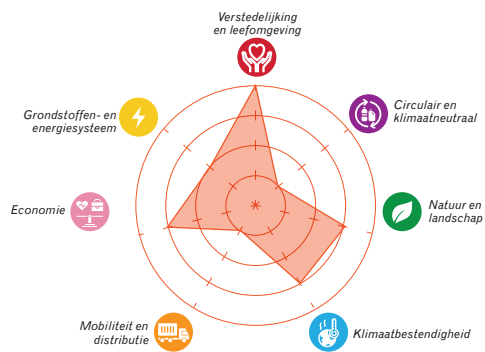 Verstedelijking
en leefomgeving
Circulair en
klimaatneutraal
Natuur en
landschap
Klimaatbestendigheid
Mobiliteit en
distributie
Economie
Grondstoffen- en
energiesysteem